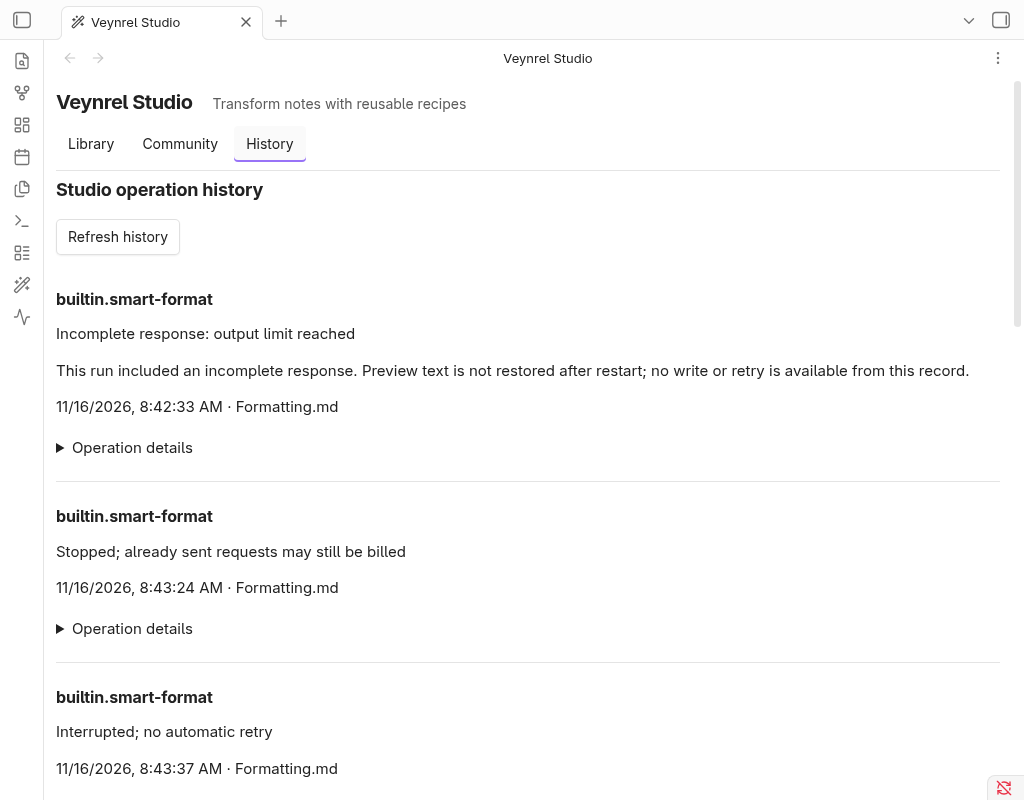 Veynrel Studio
Veynrel Studio
Veynrel Studio Transform notes with reusable recipes
Library Community History
Studio operation history
Refresh history
builtin.smart-format
Incomplete response: output limit reached
This run included an incomplete response. Preview text is not restored after restart; no write or retry is available from this record.
11/16/2026, 8:42:33 AM · Formatting.md
Operation details
builtin.smart-format
Stopped; already sent requests may still be billed
11/16/2026, 8:43:24 AM · Formatting.md
Operation details
builtin.smart-format
Interrupted; no automatic retry
11/16/2026, 8:43:37 AM · Formatting.md